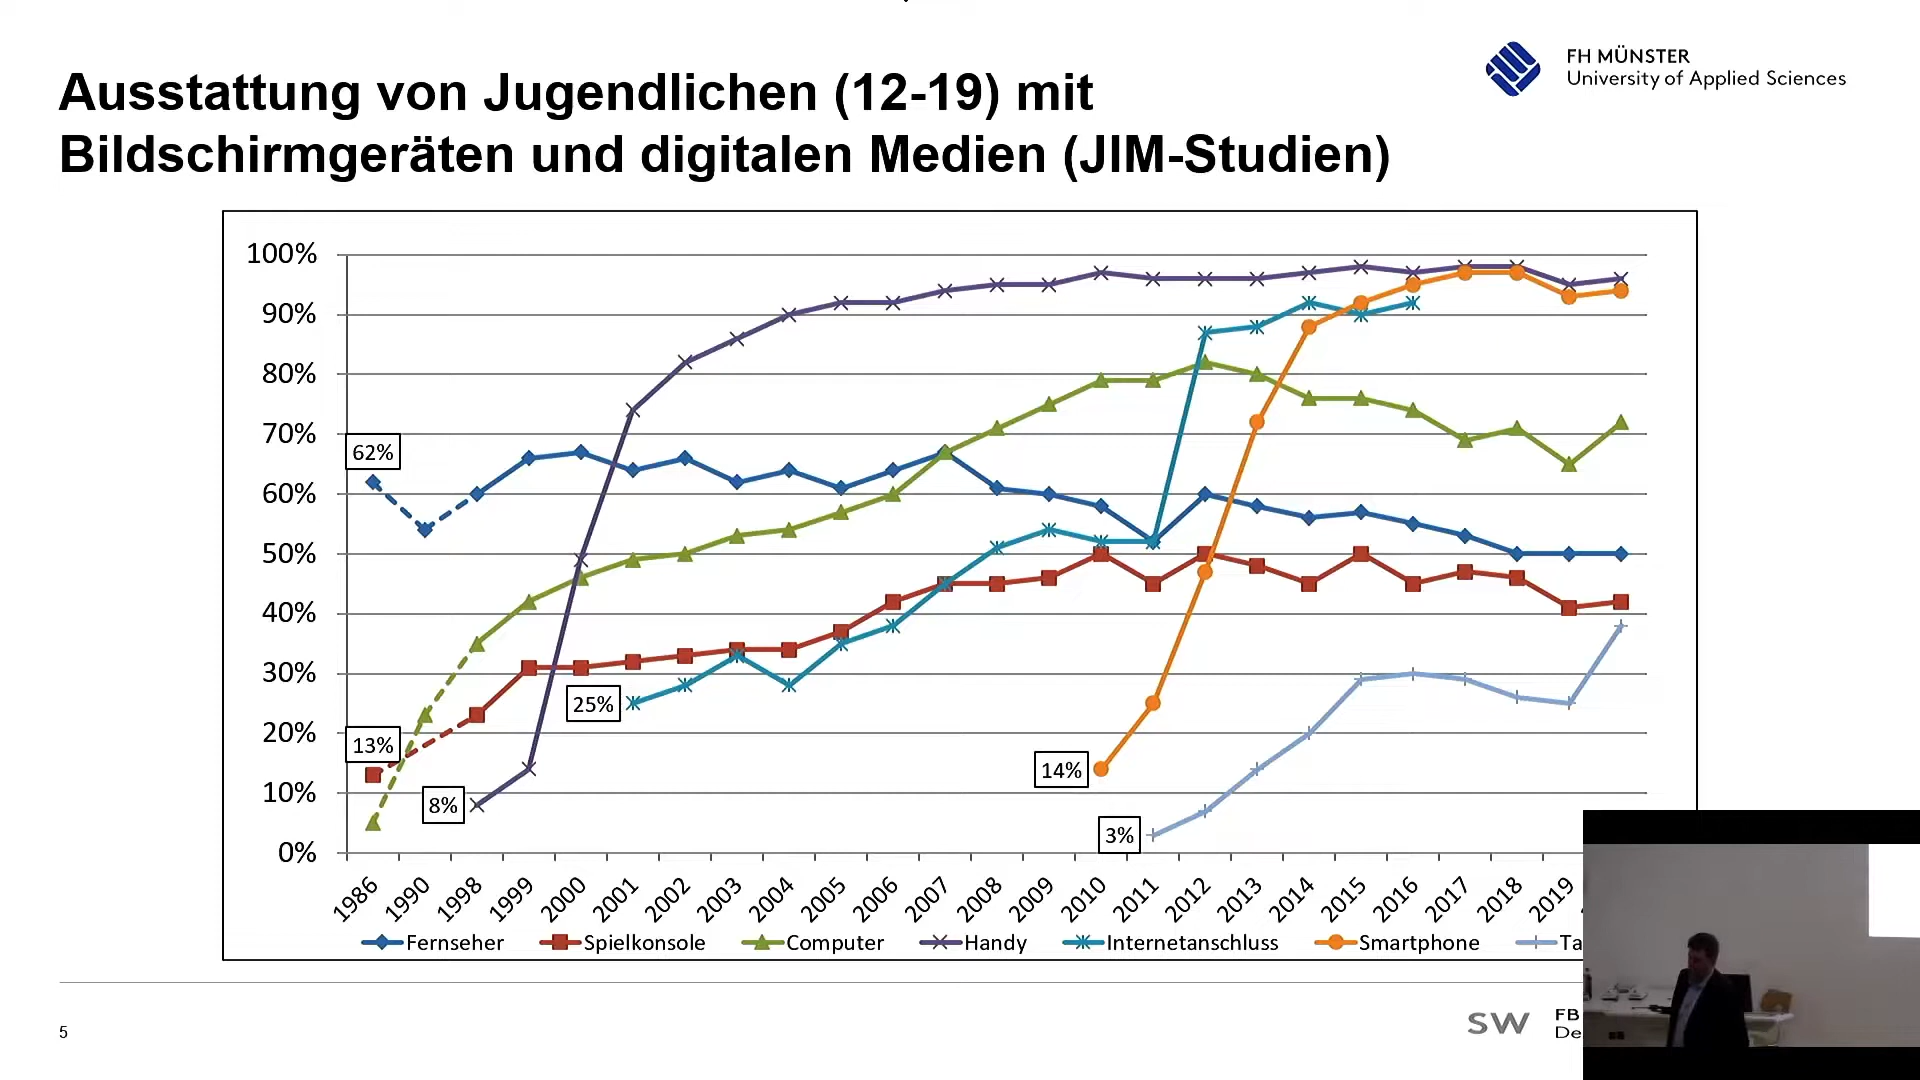 FH MÜNSTER
University of Applied Sciences
Ausstattung von Jugendlichen (12-19) mit
Bildschirmgeräten und digitalen Medien (JIM-Studien)
100%
90%
80%
70%
60%
50%
40%
30%
20%
10%
0%
62%
13%
8%
25%
14%
3%
1986 1990 1998 1999 2000 2001 2002 2003 2004 2005 2006 2007 2008 2009 2010 2011 2012 2013 2014 2015 2016 2017 2018 2019
Fernseher Spielkonsole Computer Handy Internetanschluss Smartphone Ta
5
SW
FB
De